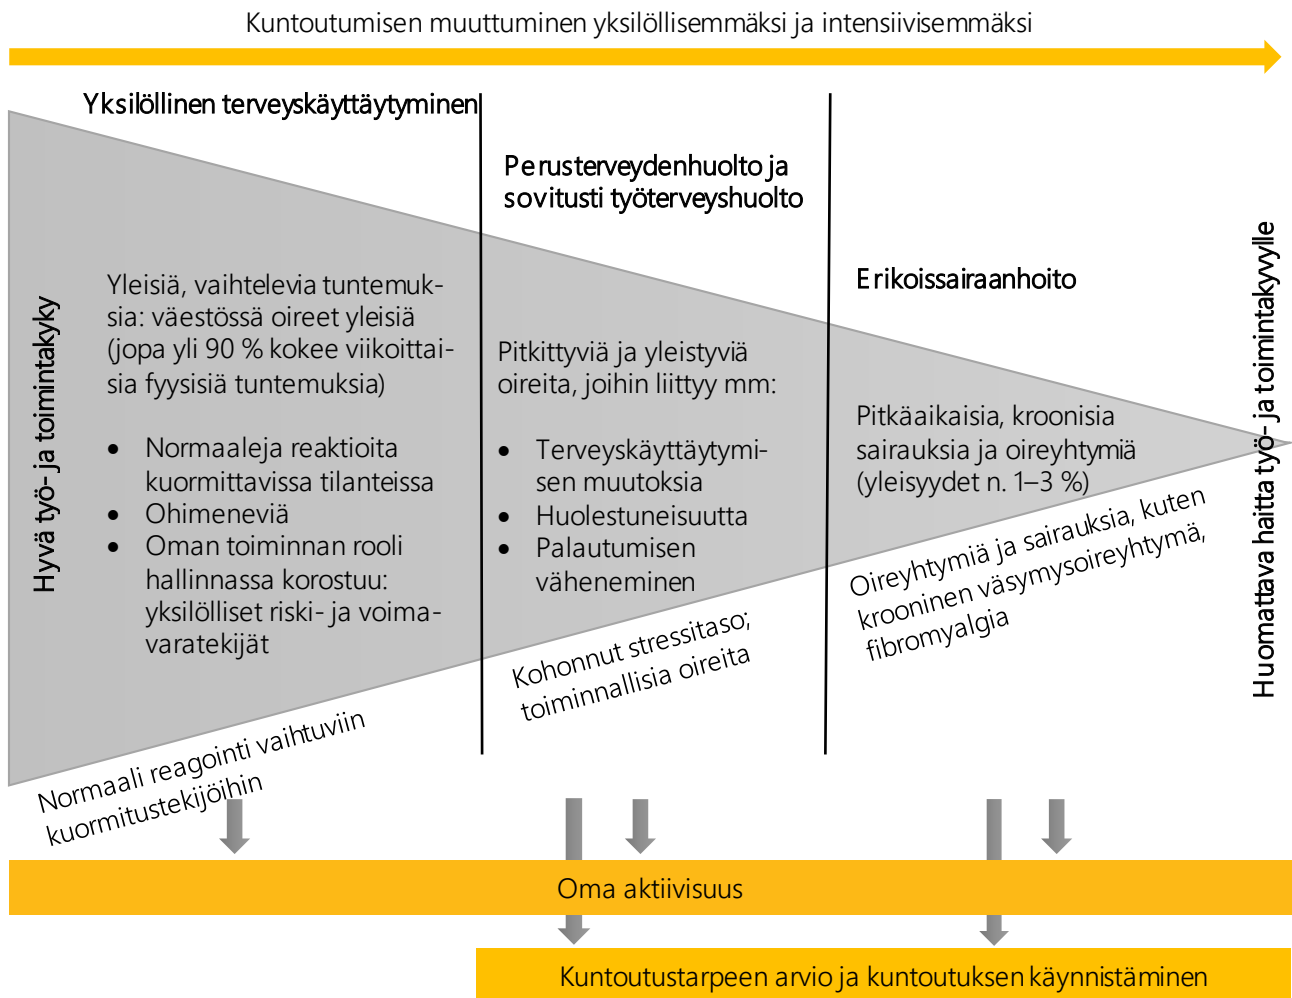 Kuntoutumisen muuttuminen yksilöllisemmäksi ja intensiivisemmäksi
Yksilöllinen terveyskäyttäytyminen
Perusterveydenhuolto ja
sovitusti työterveyshuolto
Erikoissairaanhoito
Hyvä työ- ja toimintakyky
Yleisiä, vaihtelevia tuntemuk-
sia: väestössä oireet yleisiä
(jopa yli 90 % kokee viikoittai-
sia fyysisiä tuntemuksia)
• Normaaleja reaktioita
kuormittavissa tilanteissa
• Ohimeneviä
• Oman toiminnan rooli
hallinnassa korostuu:
yksilölliset riski- ja voima-
varatekijät
Normaali reagointi vaihtuviin
kuormitustekijöihin
Pitkittyviä ja yleistyviä
oireita, joihin liittyy mm:
• Terveyskäyttäytymi-
sen muutoksia
• Huolestuneisuutta
• Palautumisen
väheneminen
Kohonnut stressitaso;
toiminnallisia oireita
Pitkäaikaisia, kroonisia
sairauksia ja oireyhtymiä
(yleisyydet n. 1–3 %)
Oireyhtymiä ja sairauksia, kuten
krooninen väsymysoireyhtymä,
fibromyalgia
Huomattava haitta työ- ja toimintakyvylle
Oma aktiivisuus
Kuntoutustarpeen arvio ja kuntoutuksen käynnistäminen